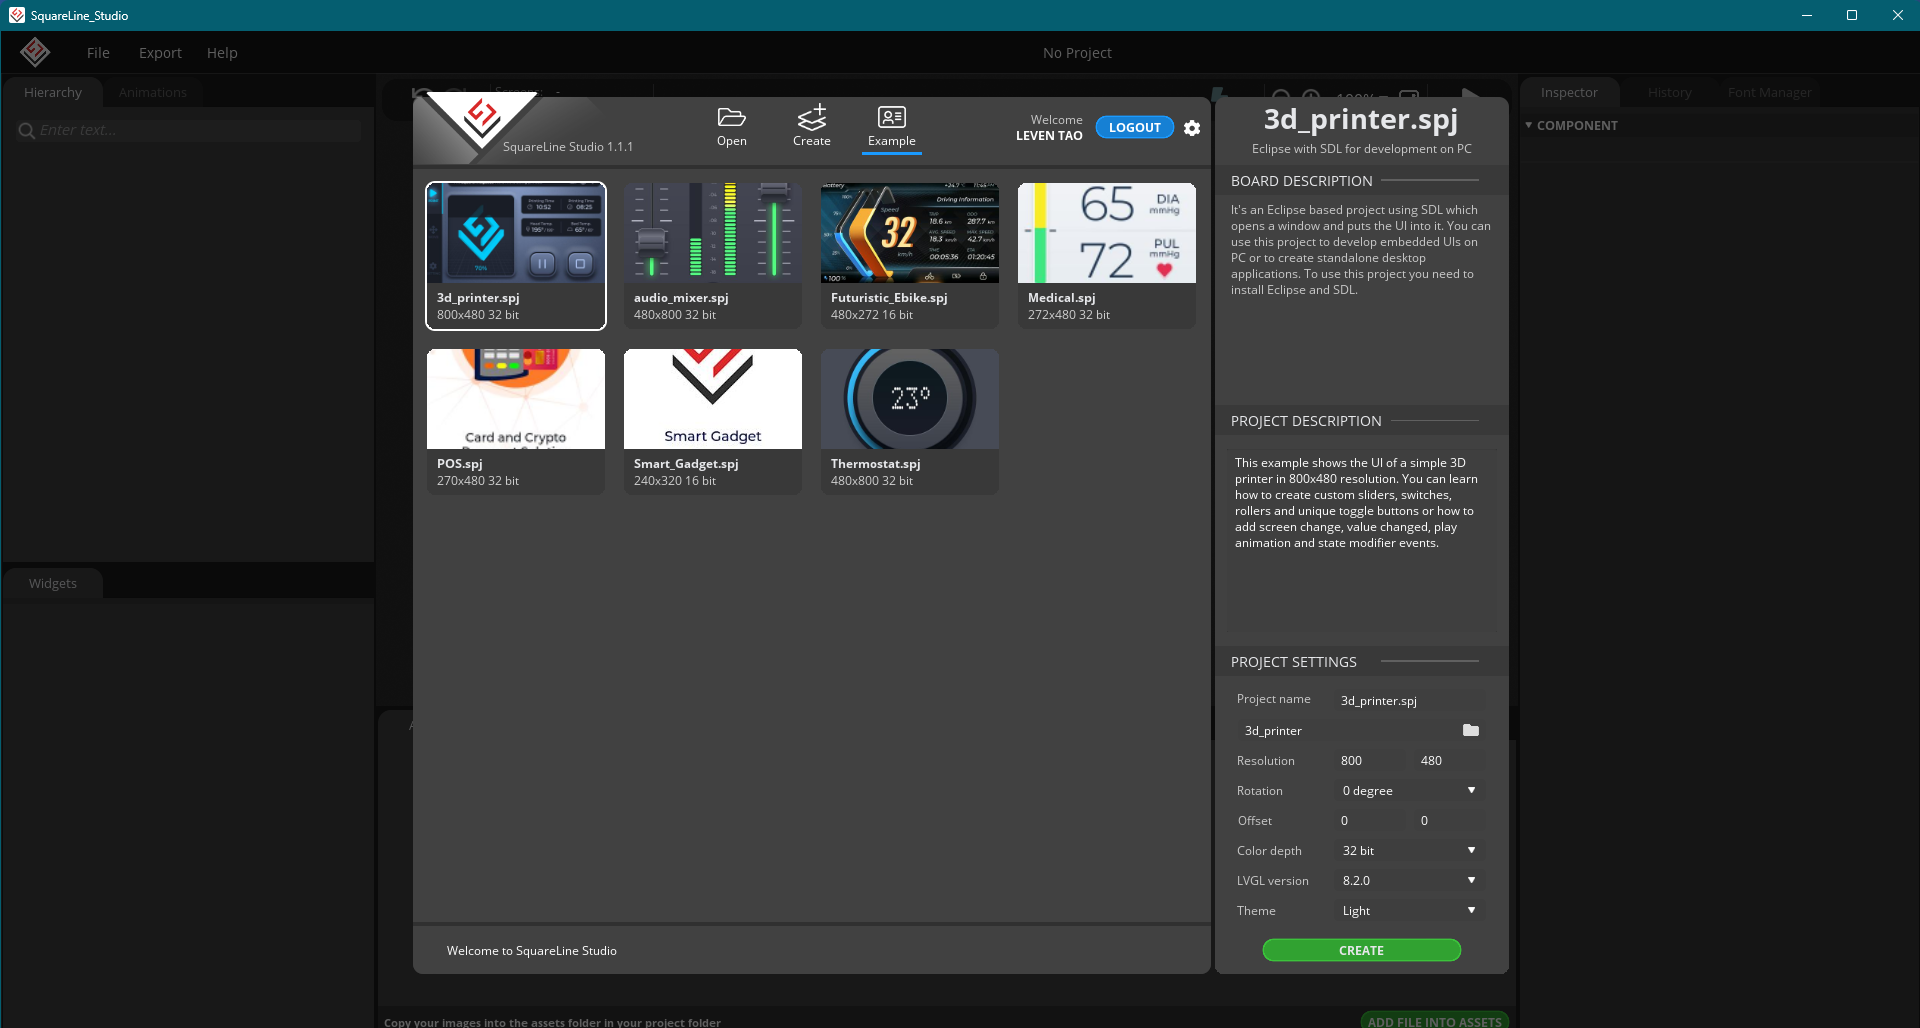 SquareLine_Studio
File
Export
Help
No Project
Hierarchy
Animations
Enter text...
Widgets
SquareLine Studio 1.1.1
Open
Create
Example
Welcome
LEVEN TAO
LOGOUT
3d_printer.spj
800x480 32 bit
audio_mixer.spj
480x800 32 bit
Driving Information
Speed
32
km/h
00:05:36
01:20:45
100%
Futuristic_Ebike.spj
480x272 16 bit
65
DIA
mmHg
72
PUL
mmHg
Medical.spj
272x480 32 bit
Card and Crypto
POS.spj
270x480 32 bit
Smart Gadget
Smart_Gadget.spj
240x320 16 bit
23°
Thermostat.spj
480x800 32 bit
Welcome to SquareLine Studio
3d_printer.spj
Eclipse with SDL for development on PC
BOARD DESCRIPTION
It's an Eclipse based project using SDL which
opens a window and puts the UI into it. You can
use this project to develop embedded UIs on
PC or to create standalone desktop
applications. To use this project you need to
install Eclipse and SDL.
PROJECT DESCRIPTION
This example shows the UI of a simple 3D
printer in 800x480 resolution. You can learn
how to create custom sliders, switches,
rollers and unique toggle buttons or how to
add screen change, value changed, play
animation and state modifier events.
PROJECT SETTINGS
Project name 3d_printer.spj
3d_printer
Resolution 800 480
Rotation 0 degree
Offset 0 0
Color depth 32 bit
LVGL version 8.2.0
Theme Light
CREATE
Inspector
History
Font Manager
COMPONENT
Copy your images into the assets folder in your project folder
ADD FILE INTO ASSETS